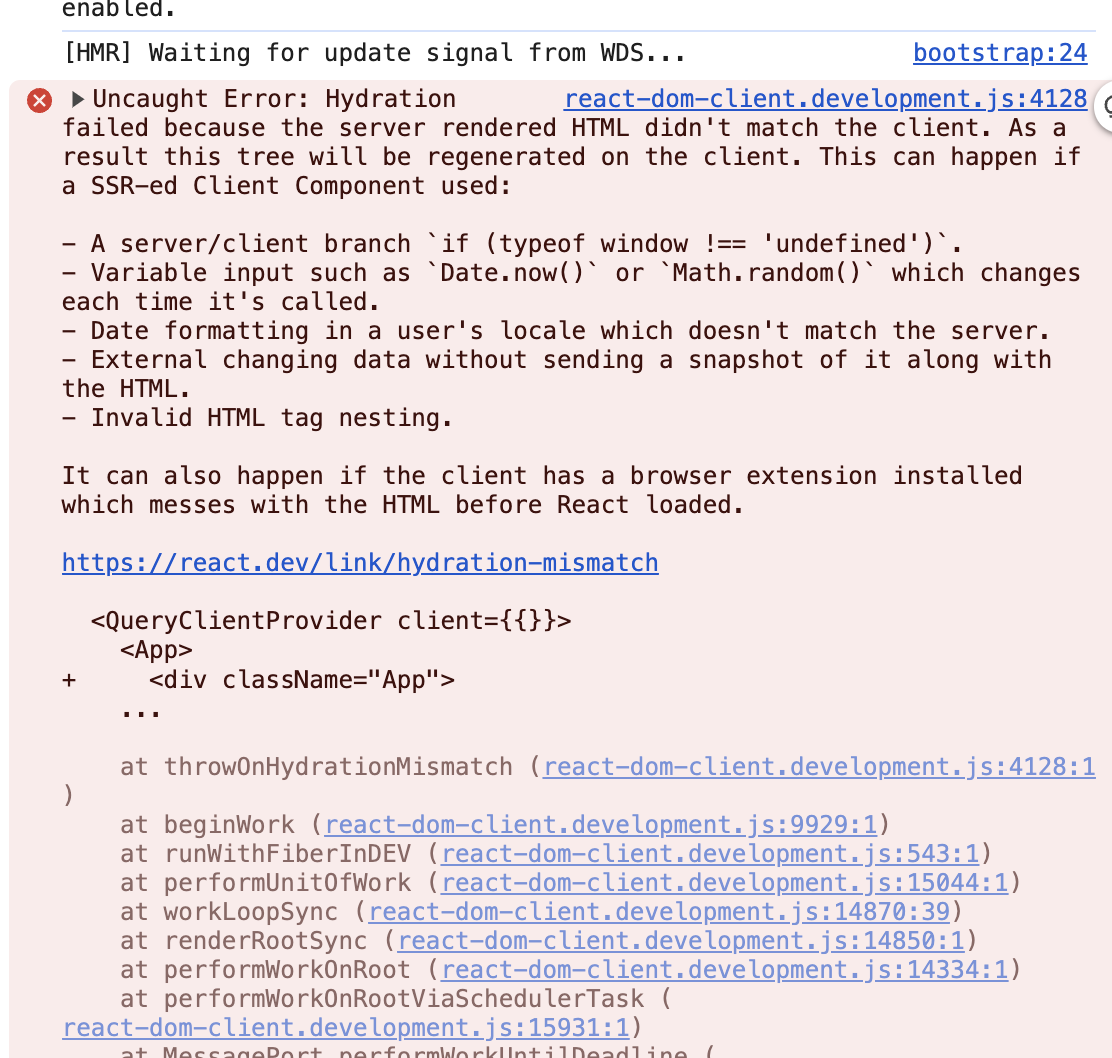 enabled.
[HMR] Waiting for update signal from WDS... bootstrap:24
Uncaught Error: Hydration react-dom-client.development.js:4128
failed because the server rendered HTML didn't match the client. As a
result this tree will be regenerated on the client. This can happen if
a SSR-ed Client Component used:

- A server/client branch `if (typeof window !== 'undefined')`.
- Variable input such as `Date.now()` or `Math.random()` which changes
each time it's called.
- Date formatting in a user's locale which doesn't match the server.
- External changing data without sending a snapshot of it along with
the HTML.
- Invalid HTML tag nesting.

It can also happen if the client has a browser extension installed
which messes with the HTML before React loaded.

https://react.dev/link/hydration-mismatch

  <QueryClientProvider client={{}}>
    <App>
+     <div className="App">
    ...

    at throwOnHydrationMismatch (react-dom-client.development.js:4128:1
)
    at beginWork (react-dom-client.development.js:9929:1)
    at runWithFiberInDEV (react-dom-client.development.js:543:1)
    at performUnitOfWork (react-dom-client.development.js:15044:1)
    at workLoopSync (react-dom-client.development.js:14870:39)
    at renderRootSync (react-dom-client.development.js:14850:1)
    at performWorkOnRoot (react-dom-client.development.js:14334:1)
    at performWorkOnRootViaSchedulerTask (
react-dom-client.development.js:15931:1)
    at MessagePort.performWorkUntilDeadline (